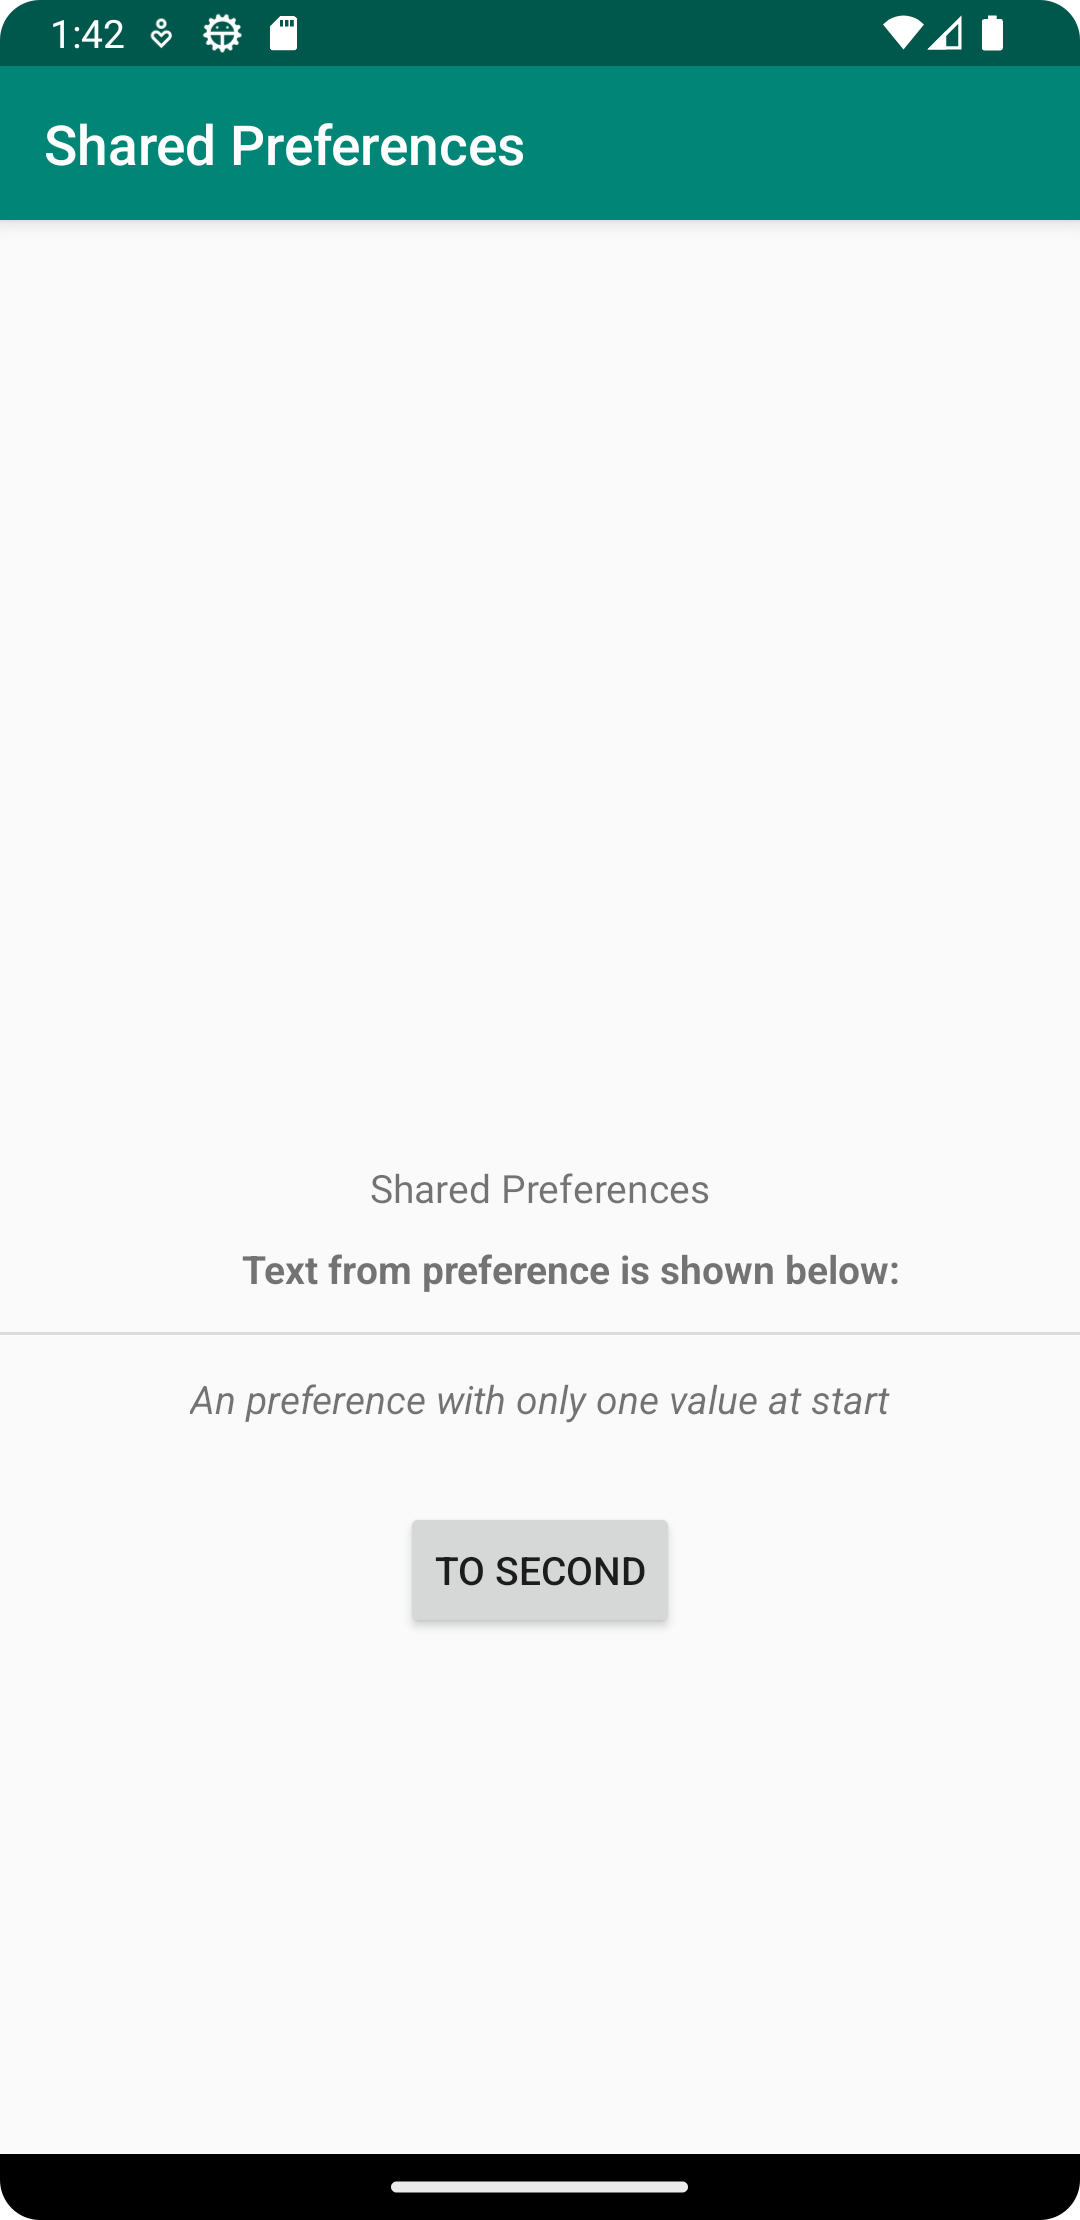 1:42
Shared Preferences
Shared Preferences
Text from preference is shown below:
An preference with only one value at start
TO SECOND